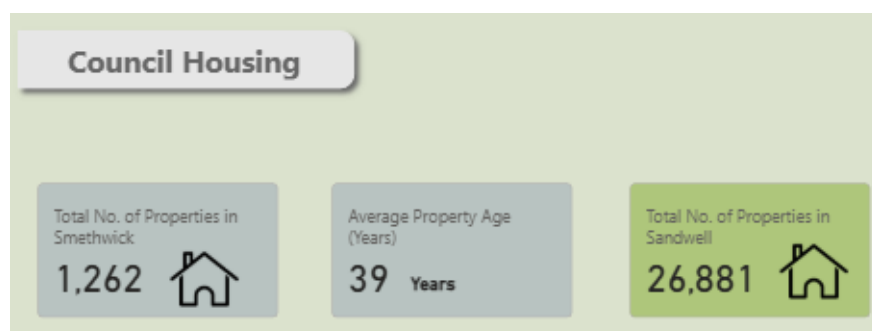 Council Housing
Total No. of Properties in
Smethwick
1,262
Average Property Age
(Years)
39 Years
Total No. of Properties in
Sandwell
26,881